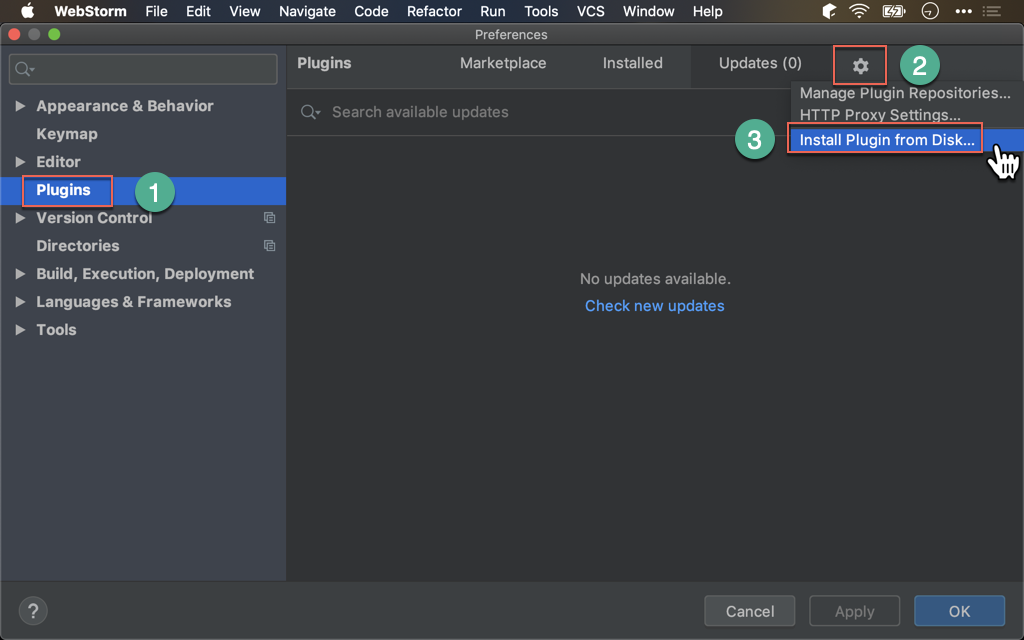 WebStorm File Edit View Navigate Code Refactor Run Tools VCS Window Help
Preferences
Plugins Marketplace Installed Updates (0) 2
Manage Plugin Repositories...
HTTP Proxy Settings...
3 Install Plugin from Disk...
Search available updates
Appearance & Behavior
Keymap
Editor
Plugins 1
Version Control
Directories
Build, Execution, Deployment
Languages & Frameworks
Tools
No updates available.
Check new updates
? Cancel Apply OK